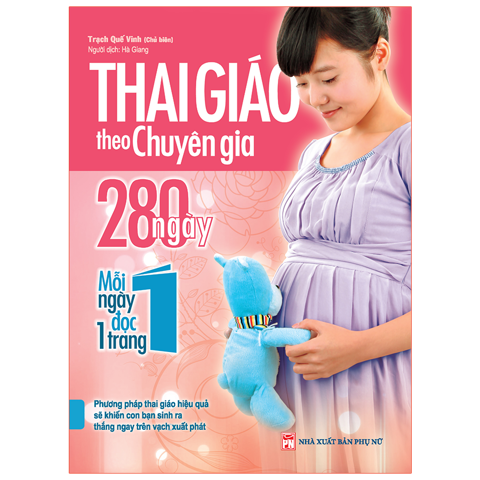 Trạch Quế Vinh (Chủ biên)
Người dịch: Hà Giang
THAI GIÁO
theo Chuyên gia
280 ngày
Mỗi
ngày
đọc
1 trang
1
Phương pháp thai giáo hiệu quả
sẽ khiến con bạn sinh ra
thắng ngay trên vạch xuất phát
PN
NHÀ XUẤT BẢN PHỤ NỮ